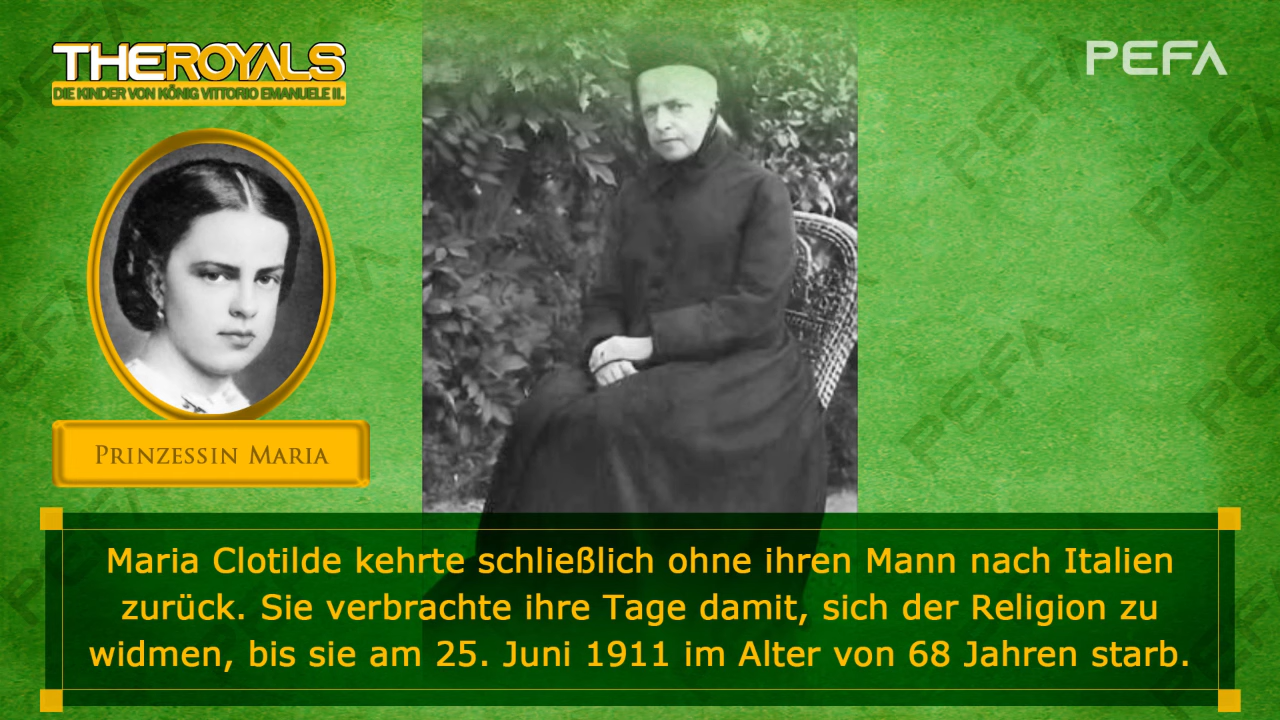 THEROYALS
DIE KINDER VON KÖNIG VITTORIO EMANUELE II.
PEFA
PRINZESSIN MARIA
Maria Clotilde kehrte schließlich ohne ihren Mann nach Italien
zurück. Sie verbrachte ihre Tage damit, sich der Religion zu
widmen, bis sie am 25. Juni 1911 im Alter von 68 Jahren starb.